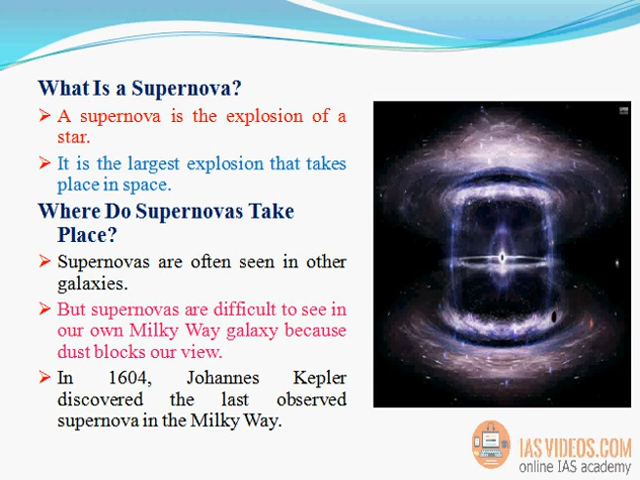 What Is a Supernova?
A supernova is the explosion of a
star.
It is the largest explosion that takes
place in space.
Where Do Supernovas Take
Place?
Supernovas are often seen in other
galaxies.
But supernovas are difficult to see in
our own Milky Way galaxy because
dust blocks our view.
In 1604, Johannes Kepler
discovered the last observed
supernova in the Milky Way.
IAS VIDEOS.COM
online IAS academy